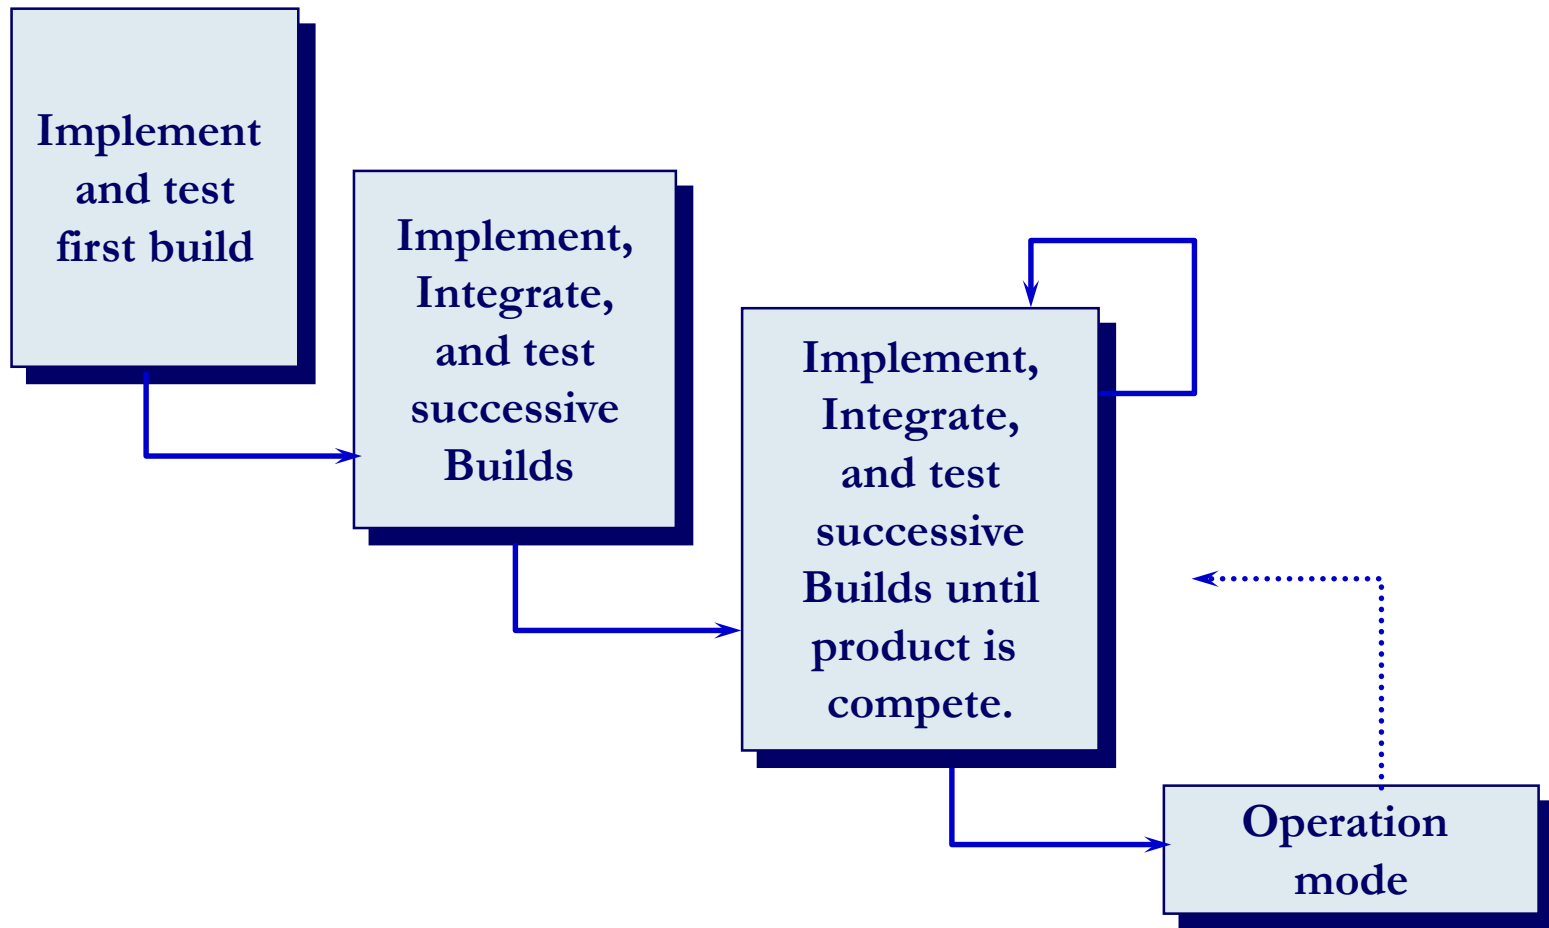 Implement
and test
first build
Implement,
Integrate,
and test
successive
Builds
Implement,
Integrate,
and test
successive
Builds until
product is
compete.
Operation
mode